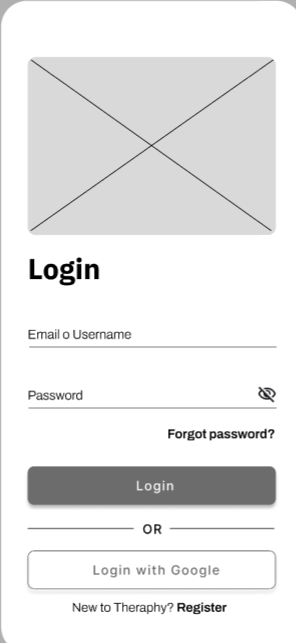 Login
Email o Username
Password
Forgot password?
Login
OR
Login with Google
New to Theraphy? Register